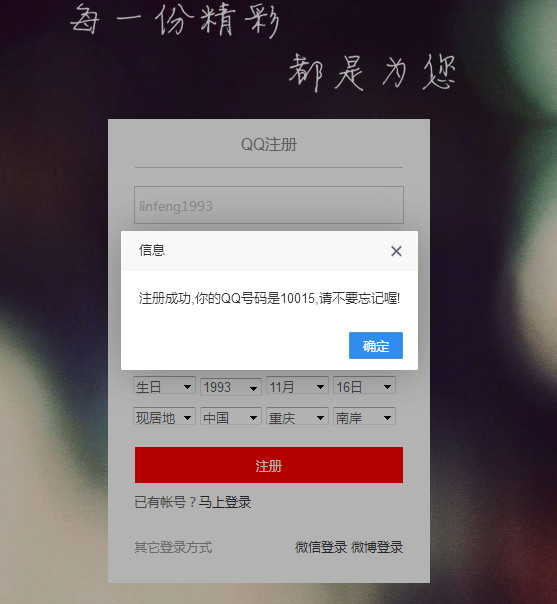 每一份精彩
都是为您
QQ注册
linfeng1993
信息
注册成功,你的QQ号码是10015,请不要忘记喔!
确定
生日 1993 11月 16日
现居地 中国 重庆 南岸
注册
已有帐号？马上登录
其它登录方式 微信登录 微博登录